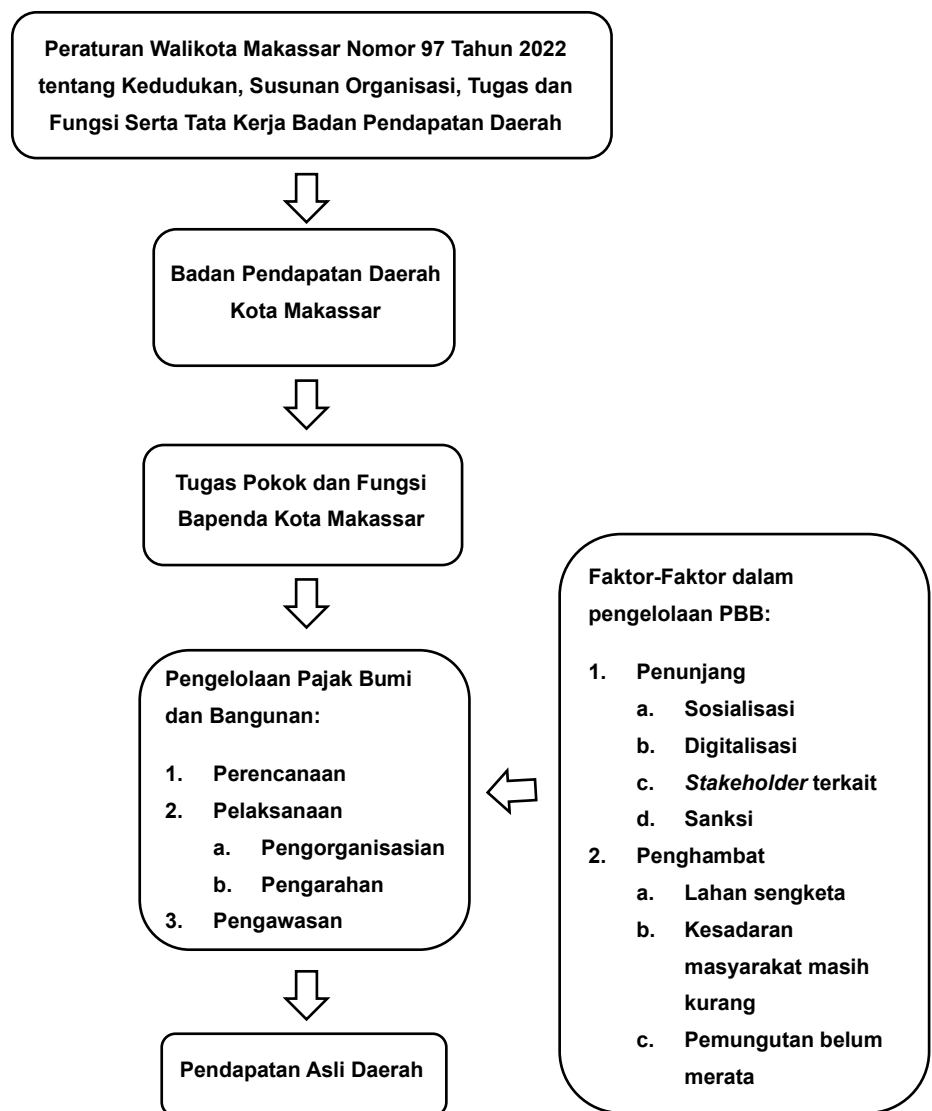 Peraturan Walikota Makassar Nomor 97 Tahun 2022
tentang Kedudukan, Susunan Organisasi, Tugas dan
Fungsi Serta Tata Kerja Badan Pendapatan Daerah
Badan Pendapatan Daerah
Kota Makassar
Tugas Pokok dan Fungsi
Bapenda Kota Makassar
Pengelolaan Pajak Bumi
dan Bangunan:
1. Perencanaan
2. Pelaksanaan
a. Pengorganisasian
b. Pengarahan
3. Pengawasan
Faktor-Faktor dalam
pengelolaan PBB:
1. Penunjang
a. Sosialisasi
b. Digitalisasi
c. Stakeholder terkait
d. Sanksi
2. Penghambat
a. Lahan sengketa
b. Kesadaran
masyarakat masih
kurang
c. Pemungutan belum
merata
Pendapatan Asli Daerah